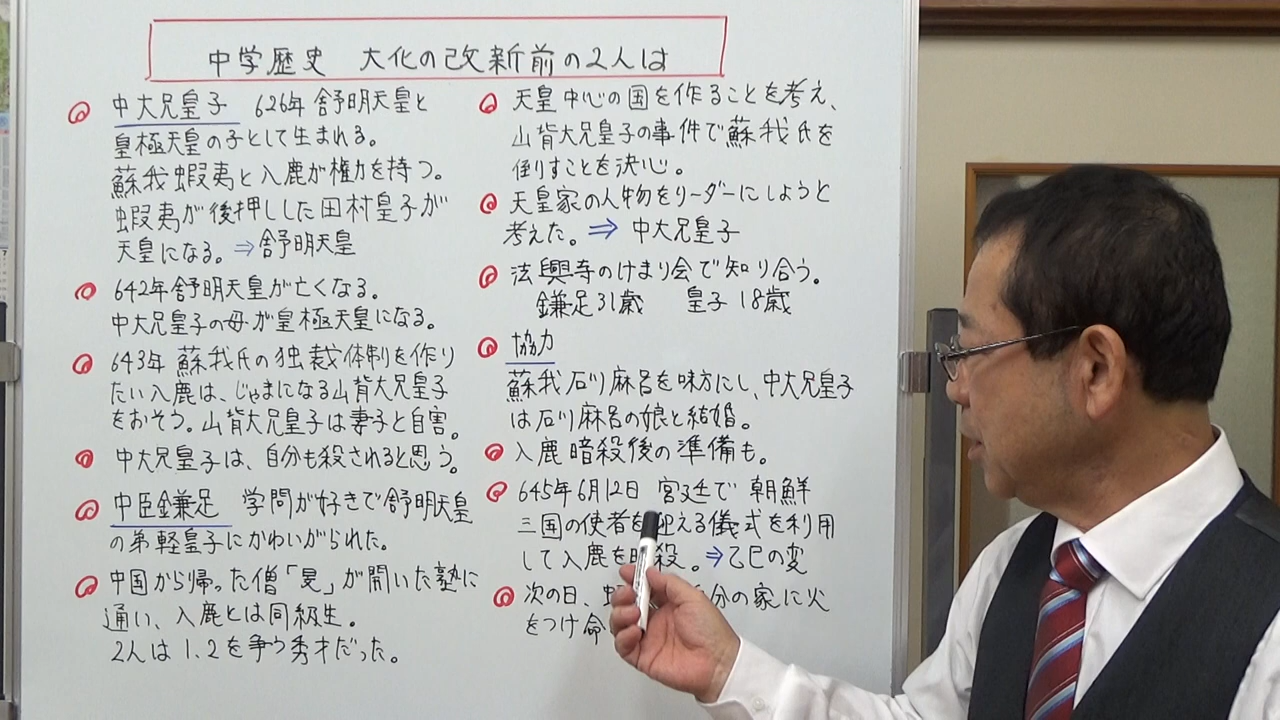 中学歴史 大化の改新前の2人は
中大兄皇子 626年舒明天皇と
皇極天皇の子として生まれる。
蘇我蝦夷と入鹿が権力を持つ。
蝦夷が後押しした田村皇子が
天皇になる。⇒舒明天皇
642年舒明天皇が亡くなる。
中大兄皇子の母が皇極天皇になる。
643年 蘇我氏の独裁体制を作り
たい入鹿は、じゃまになる山背大兄皇子
をおそう。山背大兄皇子は妻子と自害。
中大兄皇子は、自分も殺されると思う。
中臣鎌足 学問が好きで舒明天皇
の弟軽皇子にかわいがられた。
中国から帰った僧「旻」が開いた塾に
通い、入鹿とは同級生。
2人は1.2を争う秀才だった。
天皇中心の国を作ることを考え、
山背大兄皇子の事件で蘇我氏を
倒すことを決心。
天皇家の人物をリーダーにしようと
考えた。⇒ 中大兄皇子
法興寺のけまり会で知り合う。
鎌足31歳 皇子18歳
協力
蘇我石川麻呂を味方にし、中大兄皇子
は石川麻呂の娘と結婚。
入鹿暗殺後の準備も。
645年6月12日 宮廷で 朝鮮
三国の使者を迎える儀式を利用
して入鹿を暗殺。⇒乙巳の変
次の日、 分の家に火
をつけ命